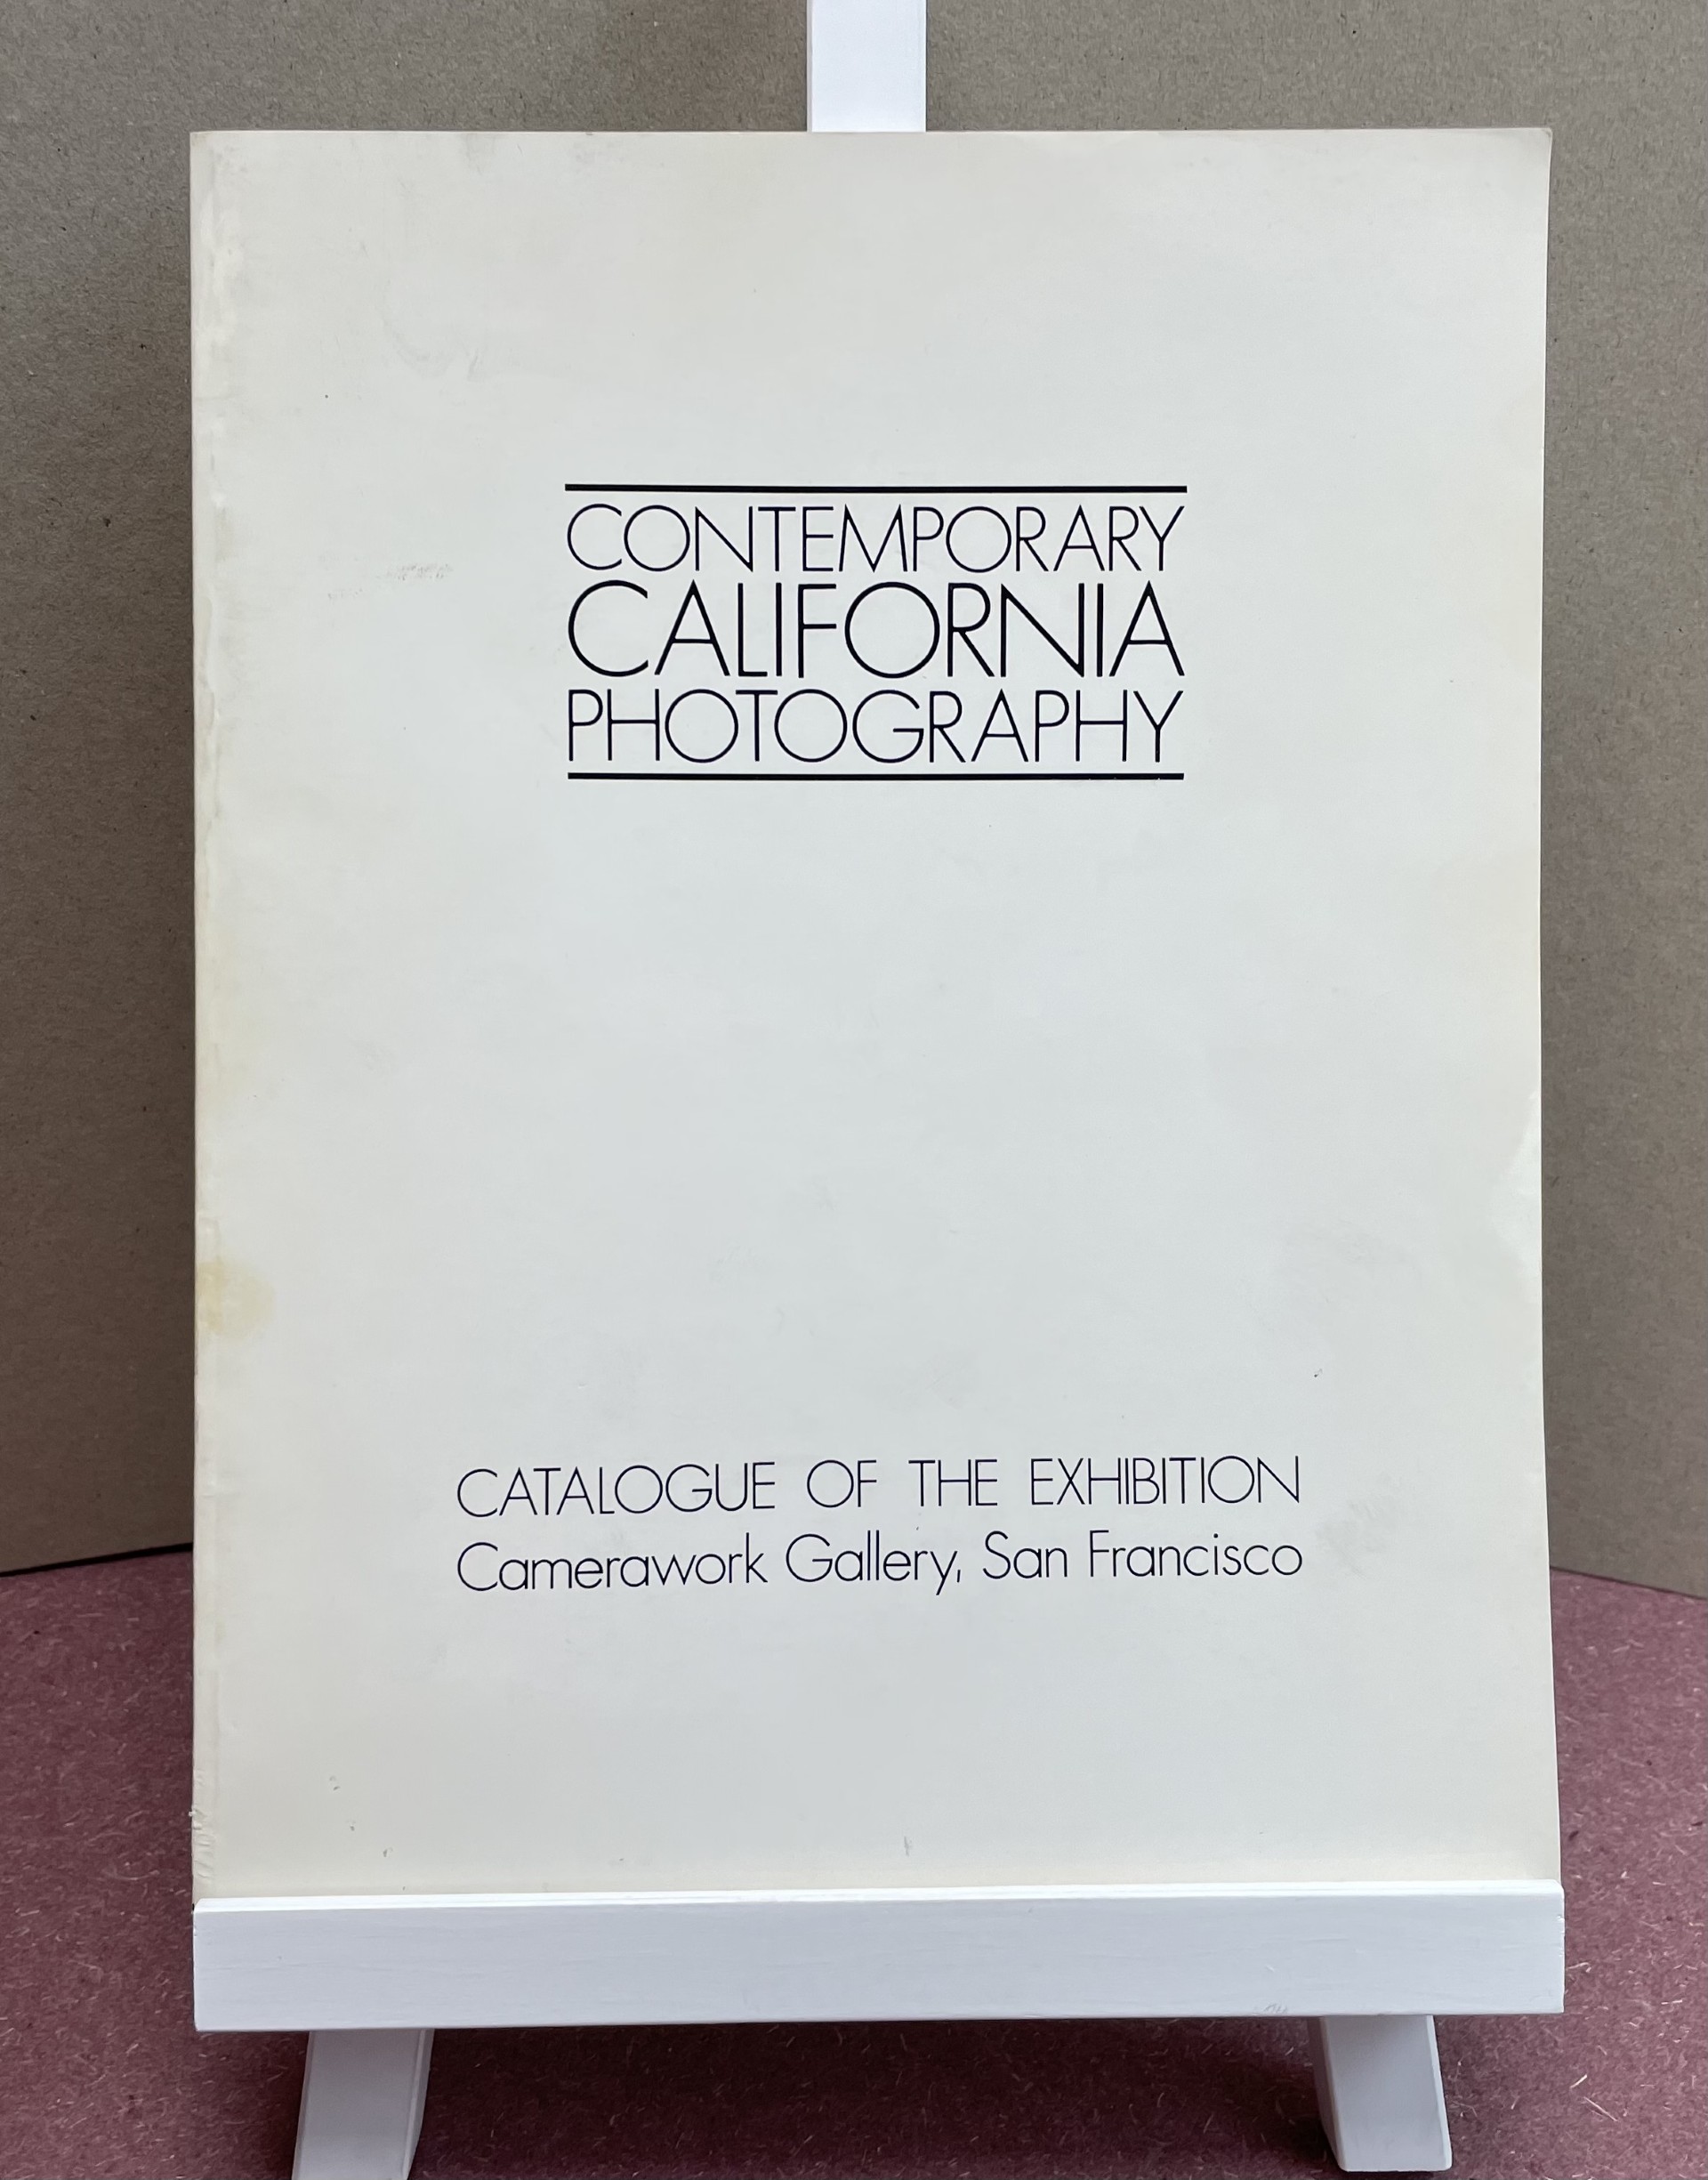 CONTEMPORARY
CALIFORNIA
PHOTOGRAPHY
CATALOGUE OF THE EXHIBITION
Camerawork Gallery, San Francisco